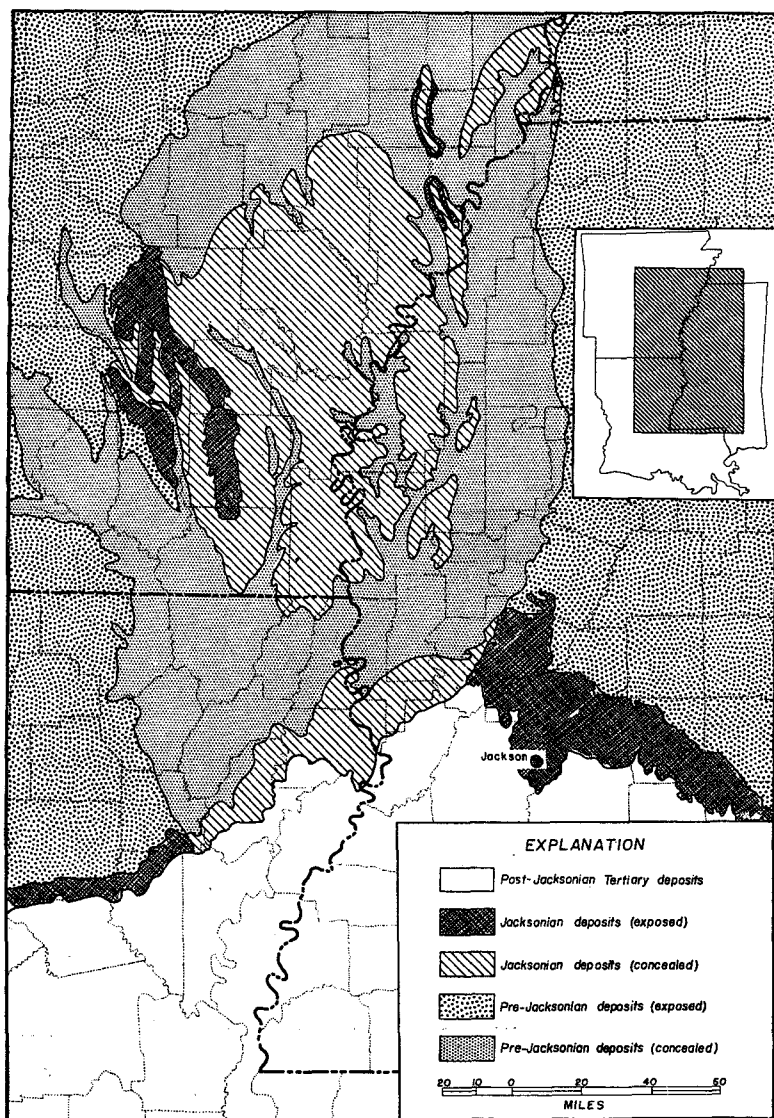 Jackson
EXPLANATION
Post-Jacksonian Tertiary deposits
Jacksonian deposits (exposed)
Jacksonian deposits (concealed)
Pre-Jacksonian deposits (exposed)
Pre-Jacksonian deposits (concealed)
20 10 0 20 40 60
MILES